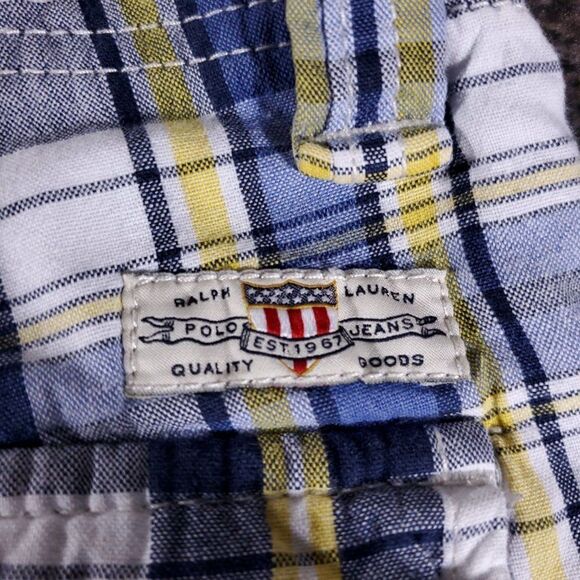 RALPH LAUREN
POLO JEANS
EST. 1967
QUALITY GOODS